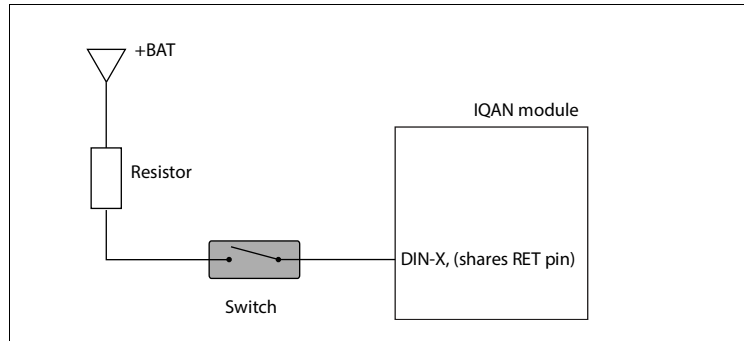 +BAT
IQAN module
Resistor
DIN-X, (shares RET pin)
Switch